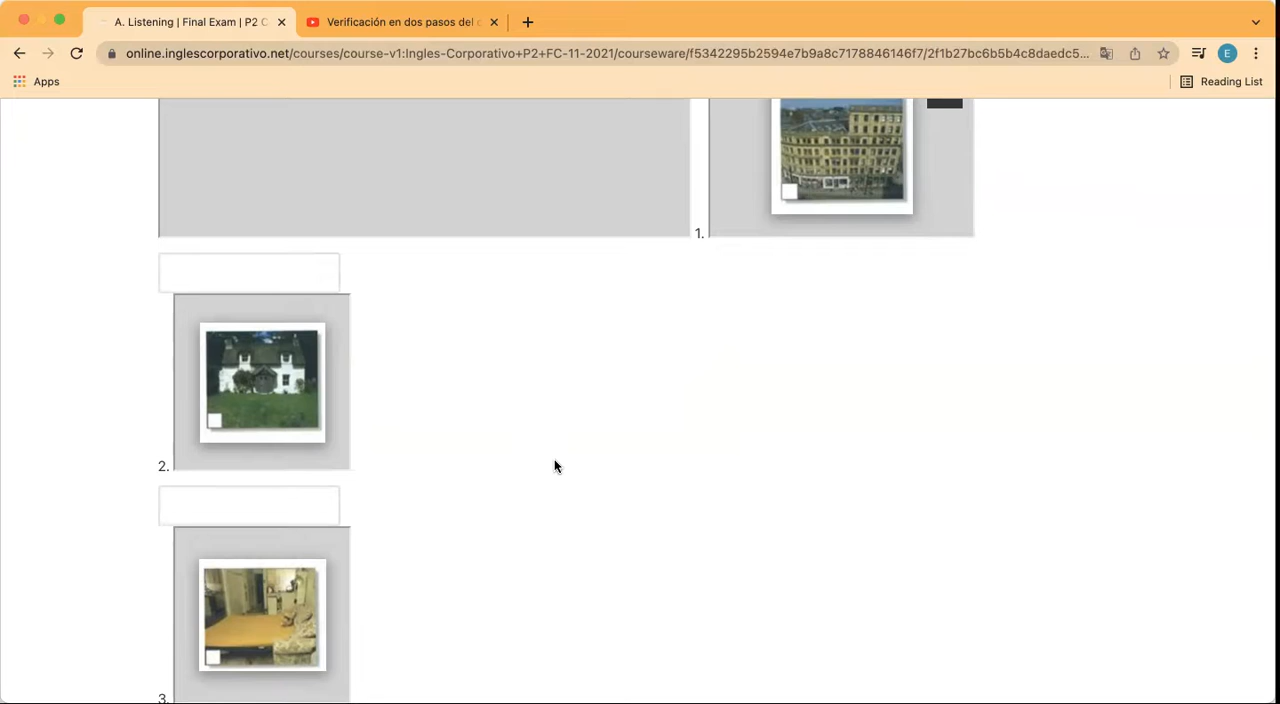 A. Listening | Final Exam | P2 C
Verificación en dos pasos del c
online.inglescorporativo.net/courses/course-v1:Ingles-Corporativo+P2+FC-11-2021/courseware/f5342295b2594e7b9a8c7178846146f7/2f1b27bc6b5b4c8daedc5...
E
Apps
Reading List
1.
2.
3.